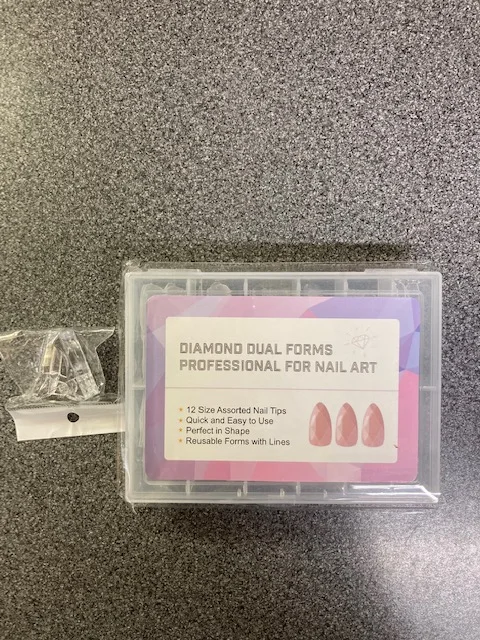 DIAMOND DUAL FORMS
PROFESSIONAL FOR NAIL ART
12 Size Assorted Nail Tips
Quick and Easy to Use
Perfect in Shape
Reusable Forms with Lines